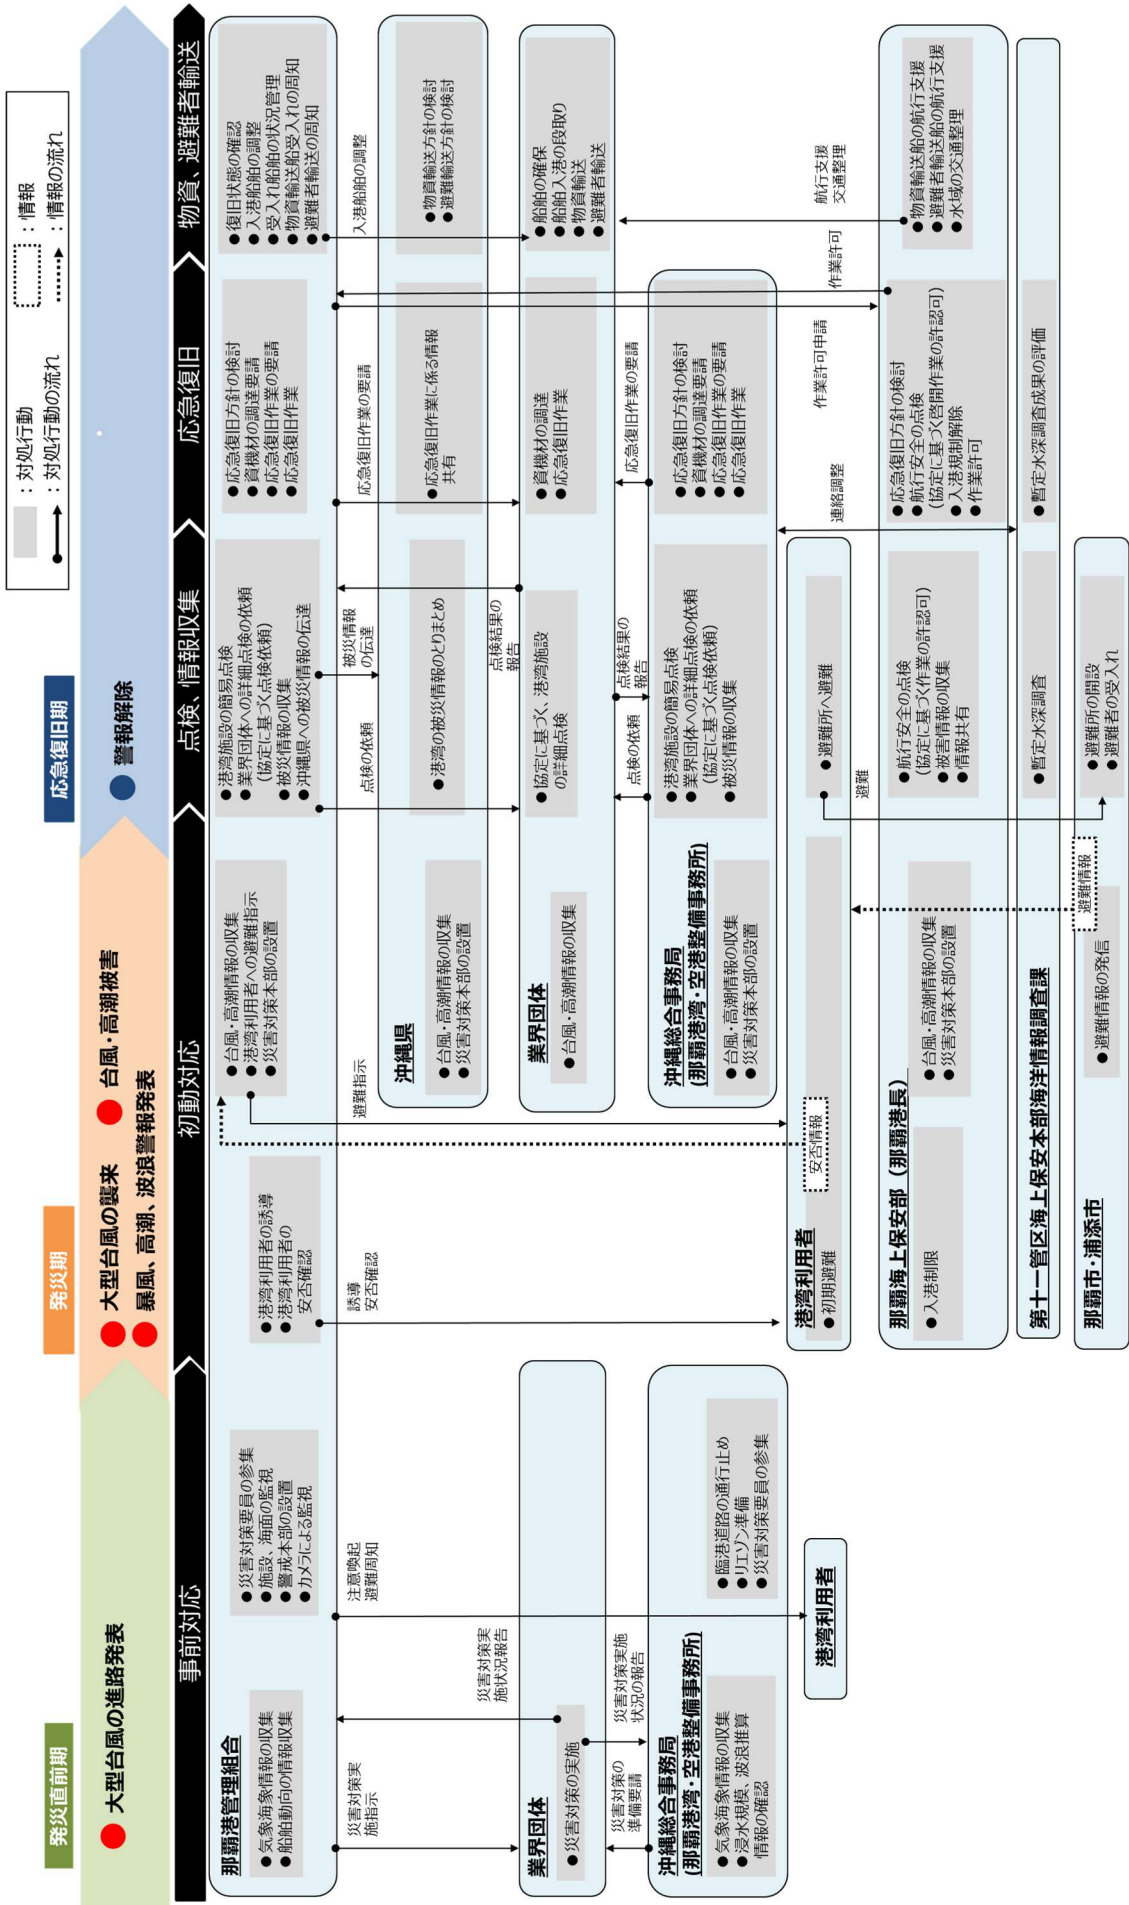 ：対処行動
：情報
：対処行動の流れ
：情報の流れ
発災直前期
発災期
応急復旧期
大型台風の進路発表
大型台風の襲来
台風・高潮被害
暴風、高潮、波浪警報発表
警報解除
事前対応
初動対応
点検、情報収集
応急復旧
物資、避難者輸送
那覇港管理組合
●気象海象情報の収集
●船舶動向の情報収集
●災害対策要員の参集
●施設、海面の監視
●警戒本部の設置
●カメラによる監視
●港湾利用者の誘導
●港湾利用者の
安否確認
●台風・高潮情報の収集
●港湾利用者への避難指示
●災害対策本部の設置
●港湾施設の簡易点検
●業界団体への詳細点検の依頼
(協定に基づく点検依頼)
●被災情報の収集
●沖縄県への被災情報の伝達
●応急復旧方針の検討
●資機材の調達要請
●応急復旧作業の要請
●応急復旧作業
●復旧状態の確認
●入港船舶の調整
●受入れ船舶の状況管理
●物資輸送船受入れの周知
●避難者輸送の周知
災害対策実
施指示
災害対策実
施状況報告
注意喚起
避難周知
誘導
安否確認
避難指示
点検の依頼
被災情報
の伝達
応急復旧作業の要請
入港船舶の調整
沖縄県
●台風・高潮情報の収集
●災害対策本部の設置
●港湾の被災情報のとりまとめ
●応急復旧作業に係る情報
共有
●物資輸送方針の検討
●避難輸送方針の検討
点検結果の
報告
業界団体
●災害対策の実施
業界団体
●台風・高潮情報の収集
●協定に基づく、港湾施設
の詳細点検
●資機材の調達
●応急復旧作業
●船舶の確保
●船舶入港の段取り
●物資輸送
●避難者輸送
災害対策の
準備要請
災害対策実施
状況の報告
点検の依頼
点検結果の
報告
応急復旧作業の要請
沖縄総合事務局
(那覇港湾・空港整備事務所)
●気象海象情報の収集
●浸水規模、波浪推算
情報の確認
●臨港道路の通行止め
●リエゾン準備
●災害対策要員の参集
沖縄総合事務局
(那覇港湾・空港整備事務所)
●台風・高潮情報の収集
●災害対策本部の設置
●港湾施設の簡易点検
●業界団体への詳細点検の依頼
(協定に基づく点検依頼)
●被災情報の収集
●応急復旧方針の検討
●資機材の調達要請
●応急復旧作業の要請
●応急復旧作業
港湾利用者
港湾利用者
●初期避難
安否情報
●避難所へ避難
避難
連絡調整
作業許可申請
作業許可
航行支援
交通整理
那覇海上保安部（那覇港長）
●入港制限
●台風・高潮情報の収集
●災害対策本部の設置
●航行安全の点検
(協定に基づく作業の許認可)
●被害情報の収集
●情報共有
●応急復旧方針の検討
●航行安全の点検
(協定に基づく啓開作業の許認可)
●入港規制解除
●作業許可
●物資輸送船の航行支援
●避難者輸送船の航行支援
●水域の交通整理
第十一管区海上保安本部海洋情報調査課
●暫定水深調査
●暫定水深調査成果の評価
那覇市・浦添市
●避難情報の発信
避難情報
●避難所の開設
●避難者の受入れ